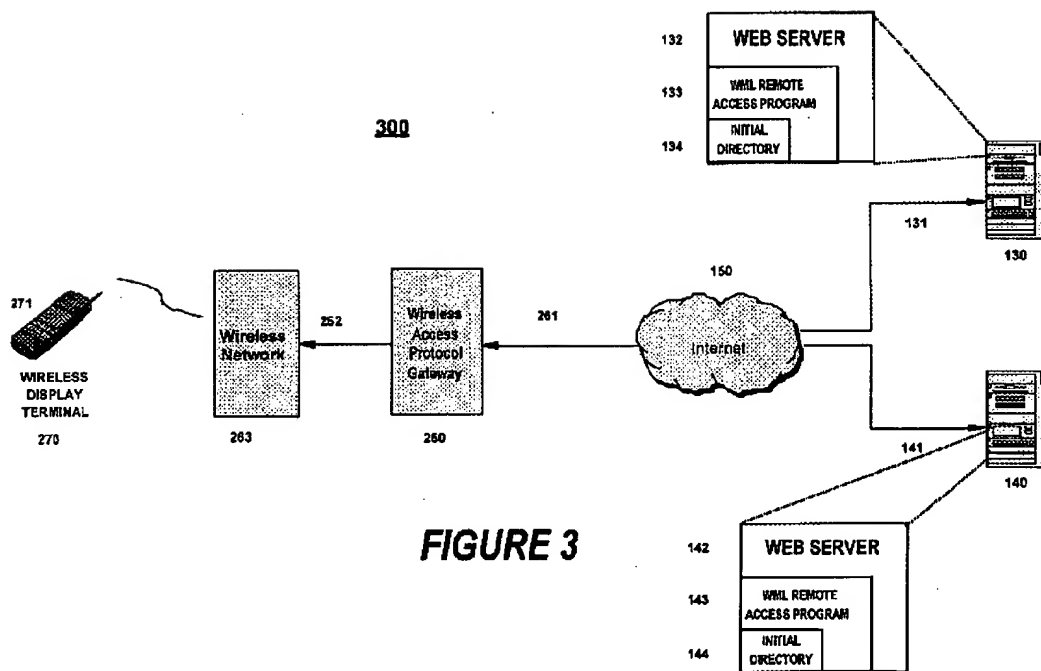 132
WEB SERVER
133
WML REMOTE
ACCESS PROGRAM
134
INITIAL
DIRECTORY
300
131
130
150
Internet
271
WIRELESS
DISPLAY
TERMINAL
270
Wireless
Network
263
262
Wireless
Access
Protocol
Gateway
260
261
141
140
FIGURE 3
142
WEB SERVER
143
WML REMOTE
ACCESS PROGRAM
144
INITIAL
DIRECTORY